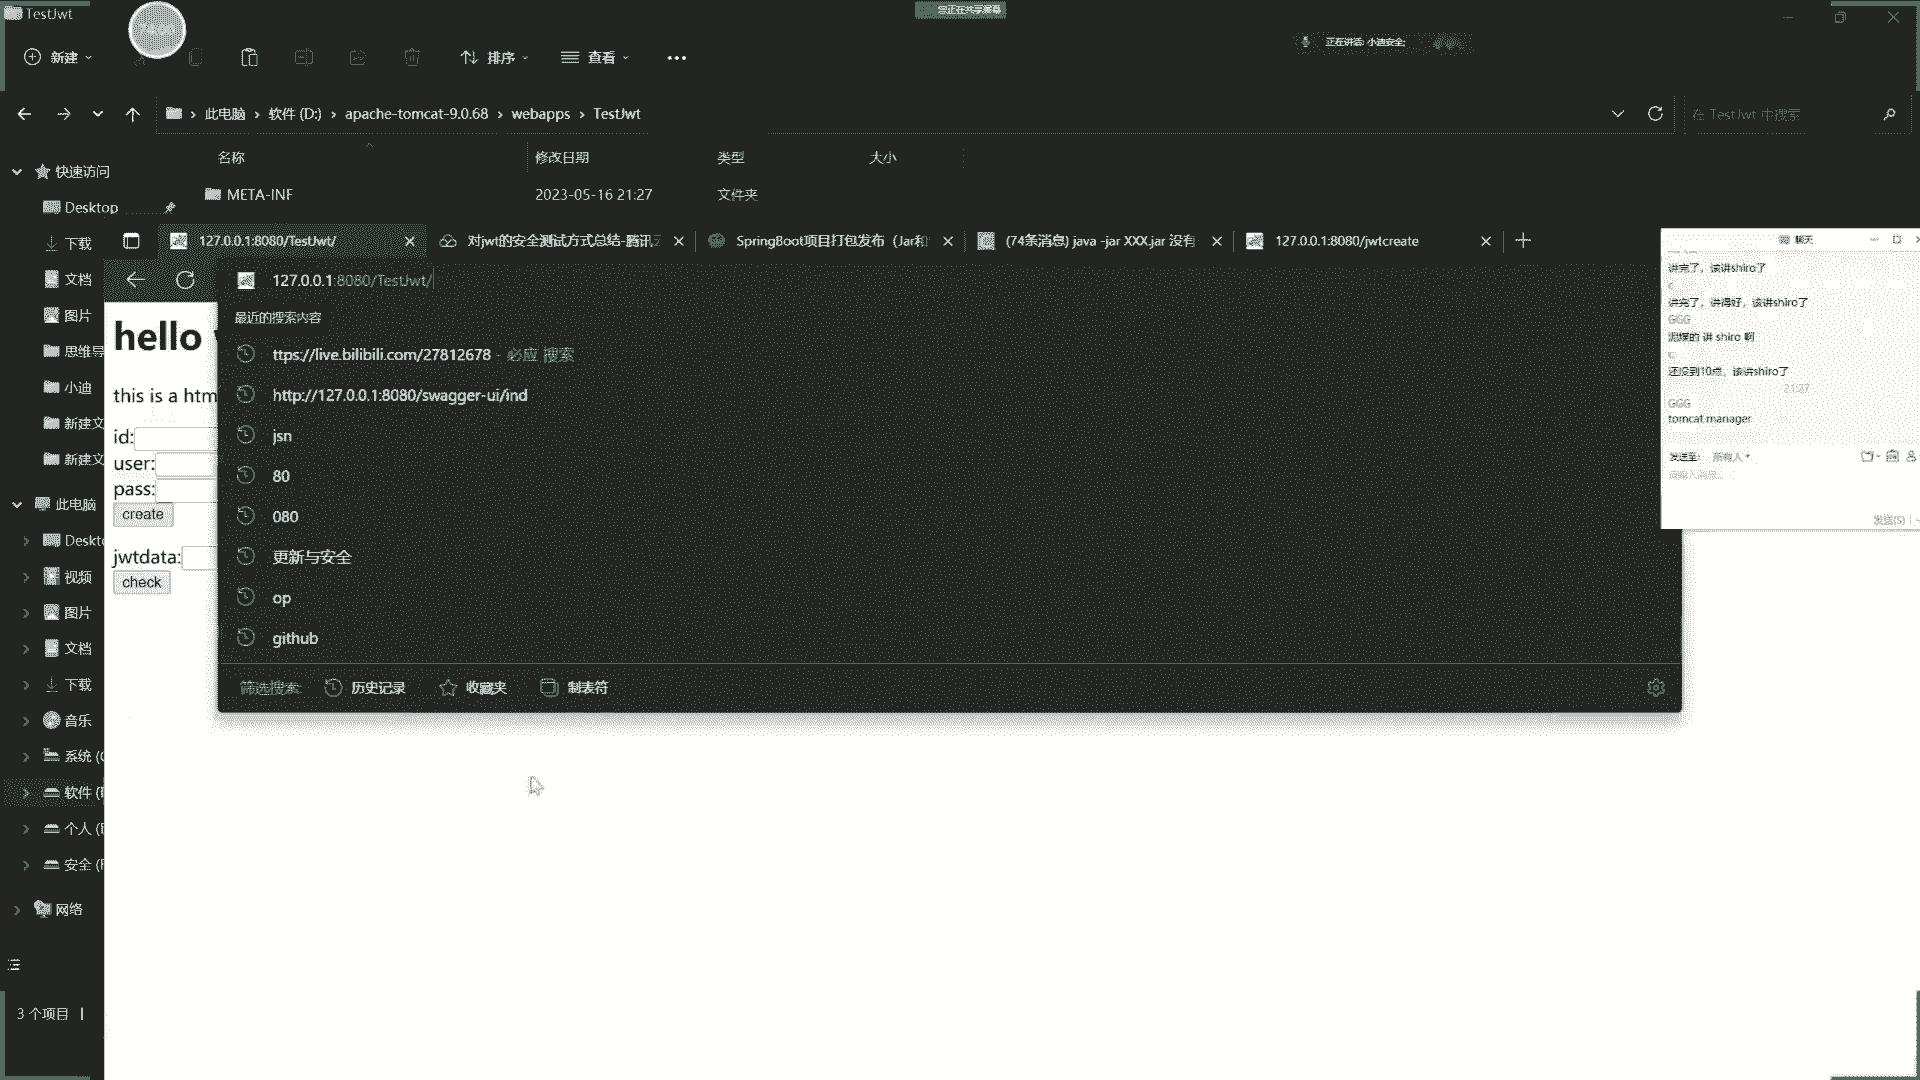 TestJwt
您正在共享屏幕
正在讲话: 小迪安全;
新建
排序
查看
此电脑 › 软件 (D:) › apache-tomcat-9.0.68 › webapps › TestJwt
在 TestJwt 中搜索
名称
修改日期
类型
大小
META-INF
2023-05-16 21:27
文件夹
快速访问
Desktop
下载
文档
图片
思维导
小迪
新建文
新建文
此电脑
Deskto
视频
图片
文档
下载
音乐
系统 (C
软件 (
个人 (
安全 (
网络
3 个项目
127.0.0.1:8080/TestJwt/
对jwt的安全测试方式总结-腾讯云
SpringBoot项目打包发布（Jar和
(74条消息) java -jar XXX.jar 没有
127.0.0.1:8080/jwtcreate
127.0.0.1:8080/TestJwt/
最近的搜索内容
ttps://live.bilibili.com/27812678 - 必应 搜索
http://127.0.0.1:8080/swagger-ui/ind
jsn
80
080
更新与安全
op
github
筛选搜索:
历史记录
收藏夹
制表符
hello
this is a htm
id:
user:
pass:
create
jwtdata:
check
聊天
讲完了，该讲shiro了
c
讲完了，讲得好，该讲shiro了
GGG
讲 shiro 啊
c
还没到10点，该讲shiro了
21:27
GGG
tomcat manager
发送至:
所有人
请输入消息...
发送(S)